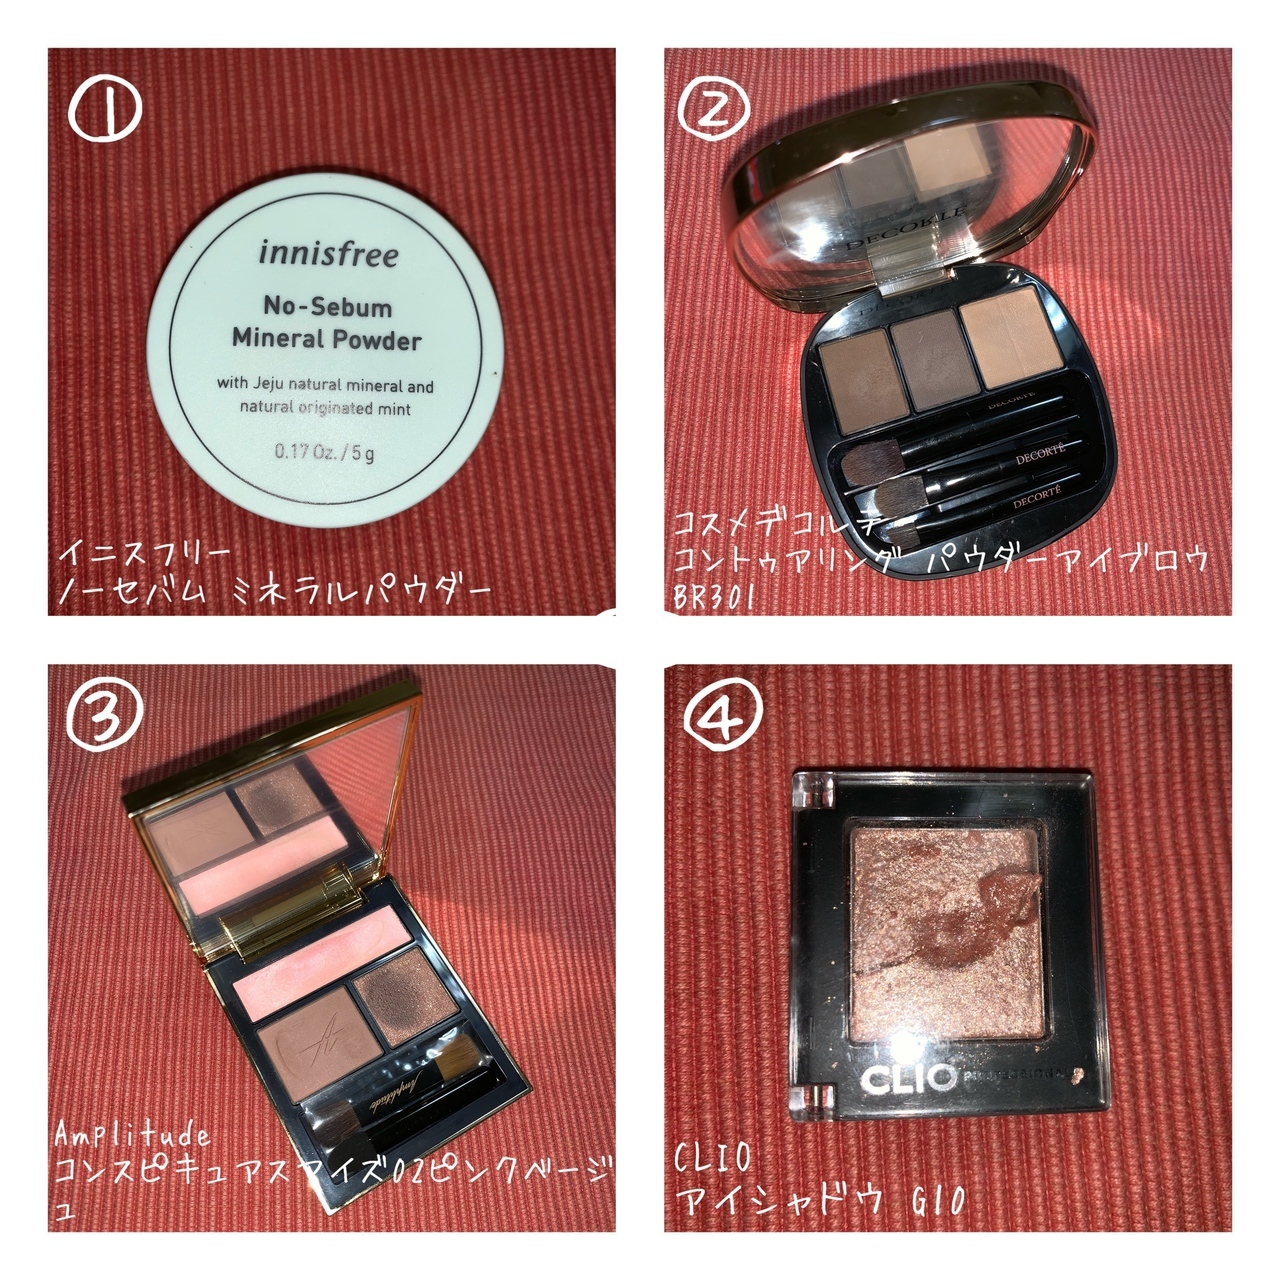 ①
innisfree
No-Sebum
Mineral Powder
with Jeju natural mineral and
natural originated mint
0.17 Oz. / 5 g
イニスフリー
ノーセバム ミネラルパウダー
②
DECORTÉ
DECORTÉ
DECORTÉ
DECORTÉ
コスメデコルテ
コントゥアリング パウダーアイブロウ
BR301
③
Amplitude
Amplitude
コンスピキュアスアイズ02ピンクベージ
ュ
④
CLIO PROFESSIONAL
CLIO
アイシャドウ G10